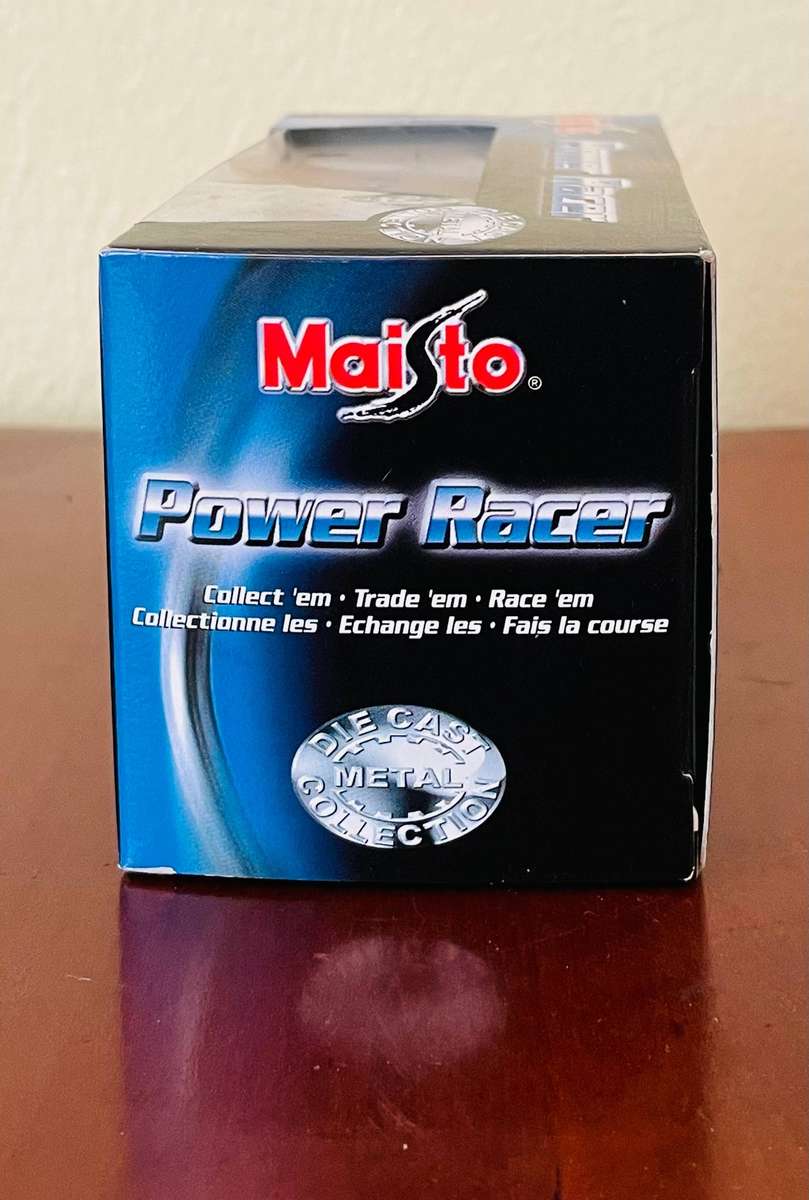 Maisto®
Power Racer
Collect 'em • Trade 'em • Race 'em
Collectionne les • Echange les • Fais la course
DIE CAST
METAL
COLLECTION